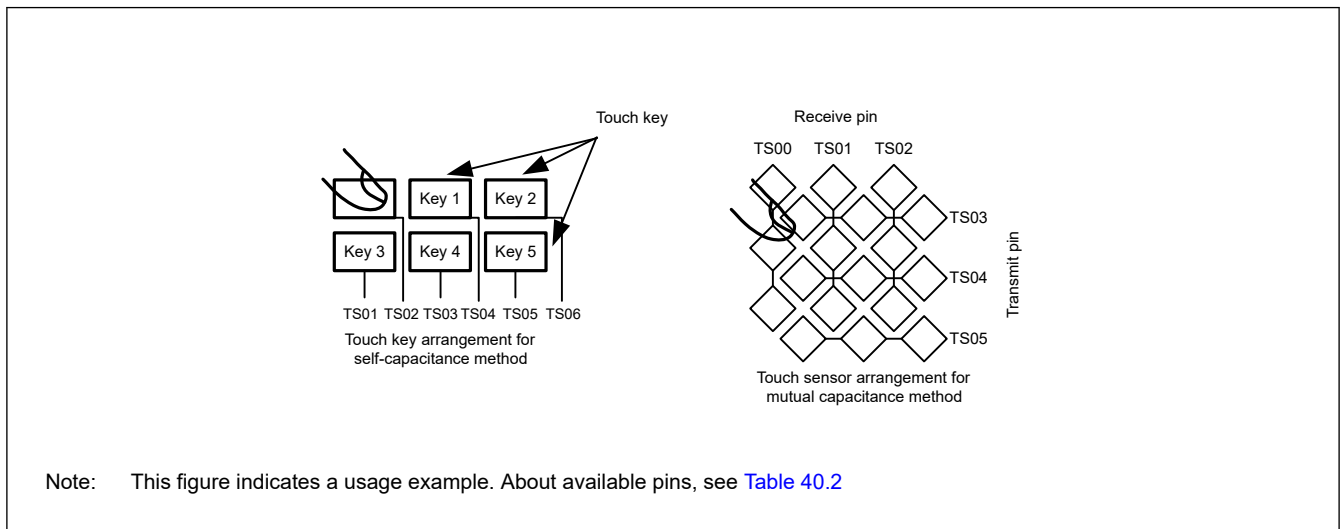 Touch key
Key 1
Key 2
Key 3
Key 4
Key 5
TS01 TS02 TS03 TS04 TS05 TS06
Touch key arrangement for
self-capacitance method
Receive pin
TS00 TS01 TS02
TS03
TS04
TS05
Transmit pin
Touch sensor arrangement for
mutual capacitance method
Note: This figure indicates a usage example. About available pins, see Table 40.2